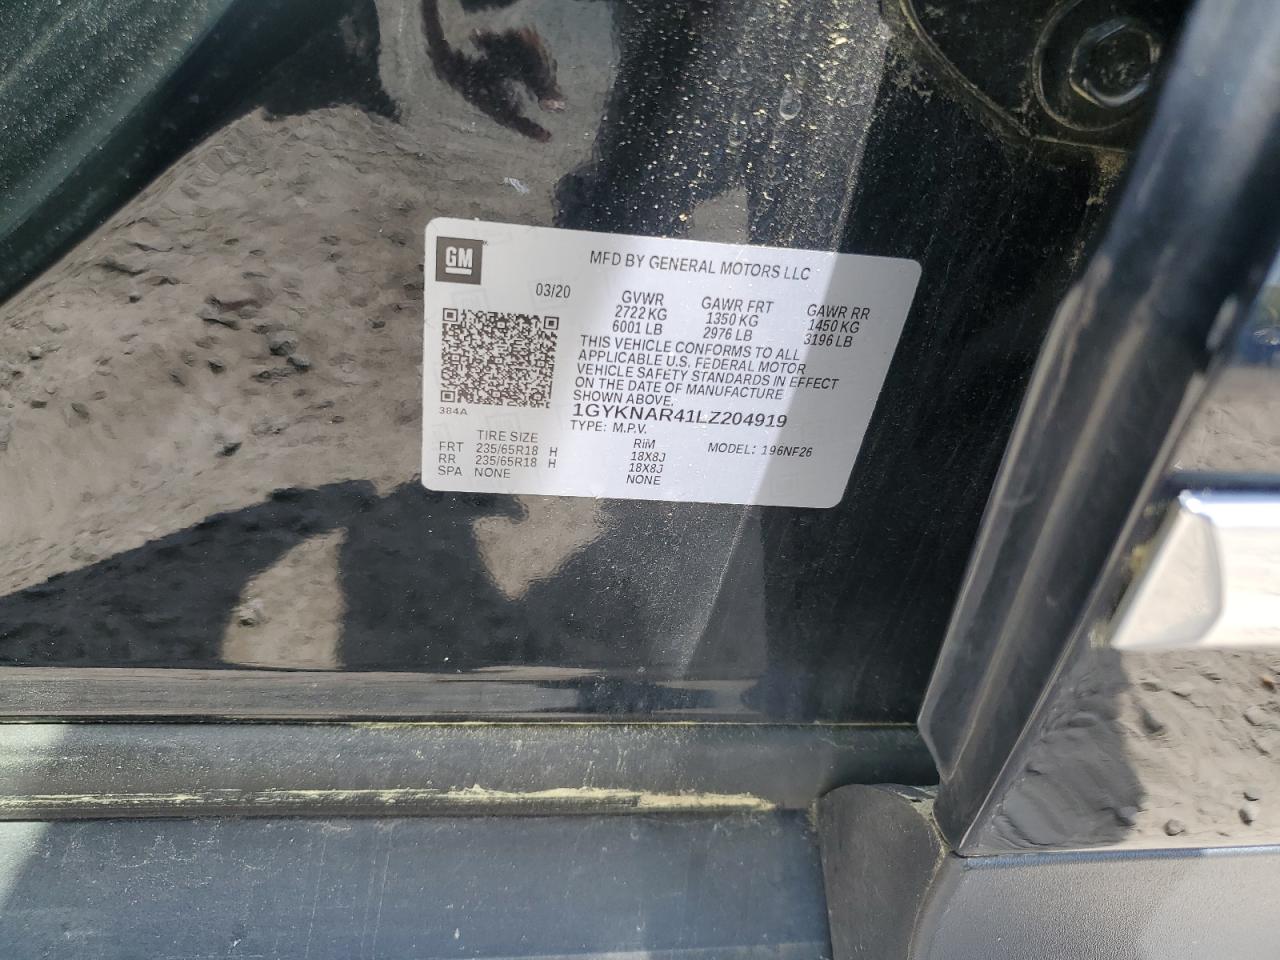 GM
MFD BY GENERAL MOTORS LLC
03/20
GVWR GAWR FRT GAWR RR
2722 KG 1350 KG 1450 KG
6001 LB 2976 LB 3196 LB
THIS VEHICLE CONFORMS TO ALL
APPLICABLE U.S. FEDERAL MOTOR
VEHICLE SAFETY STANDARDS IN EFFECT
ON THE DATE OF MANUFACTURE
SHOWN ABOVE.
384A
1GYKNAR41LZ204919
TYPE: M.P.V. MODEL: 196NF26
TIRE SIZE RIM
FRT 235/65R18 H 18X8J
RR 235/65R18 H 18X8J
SPA NONE NONE